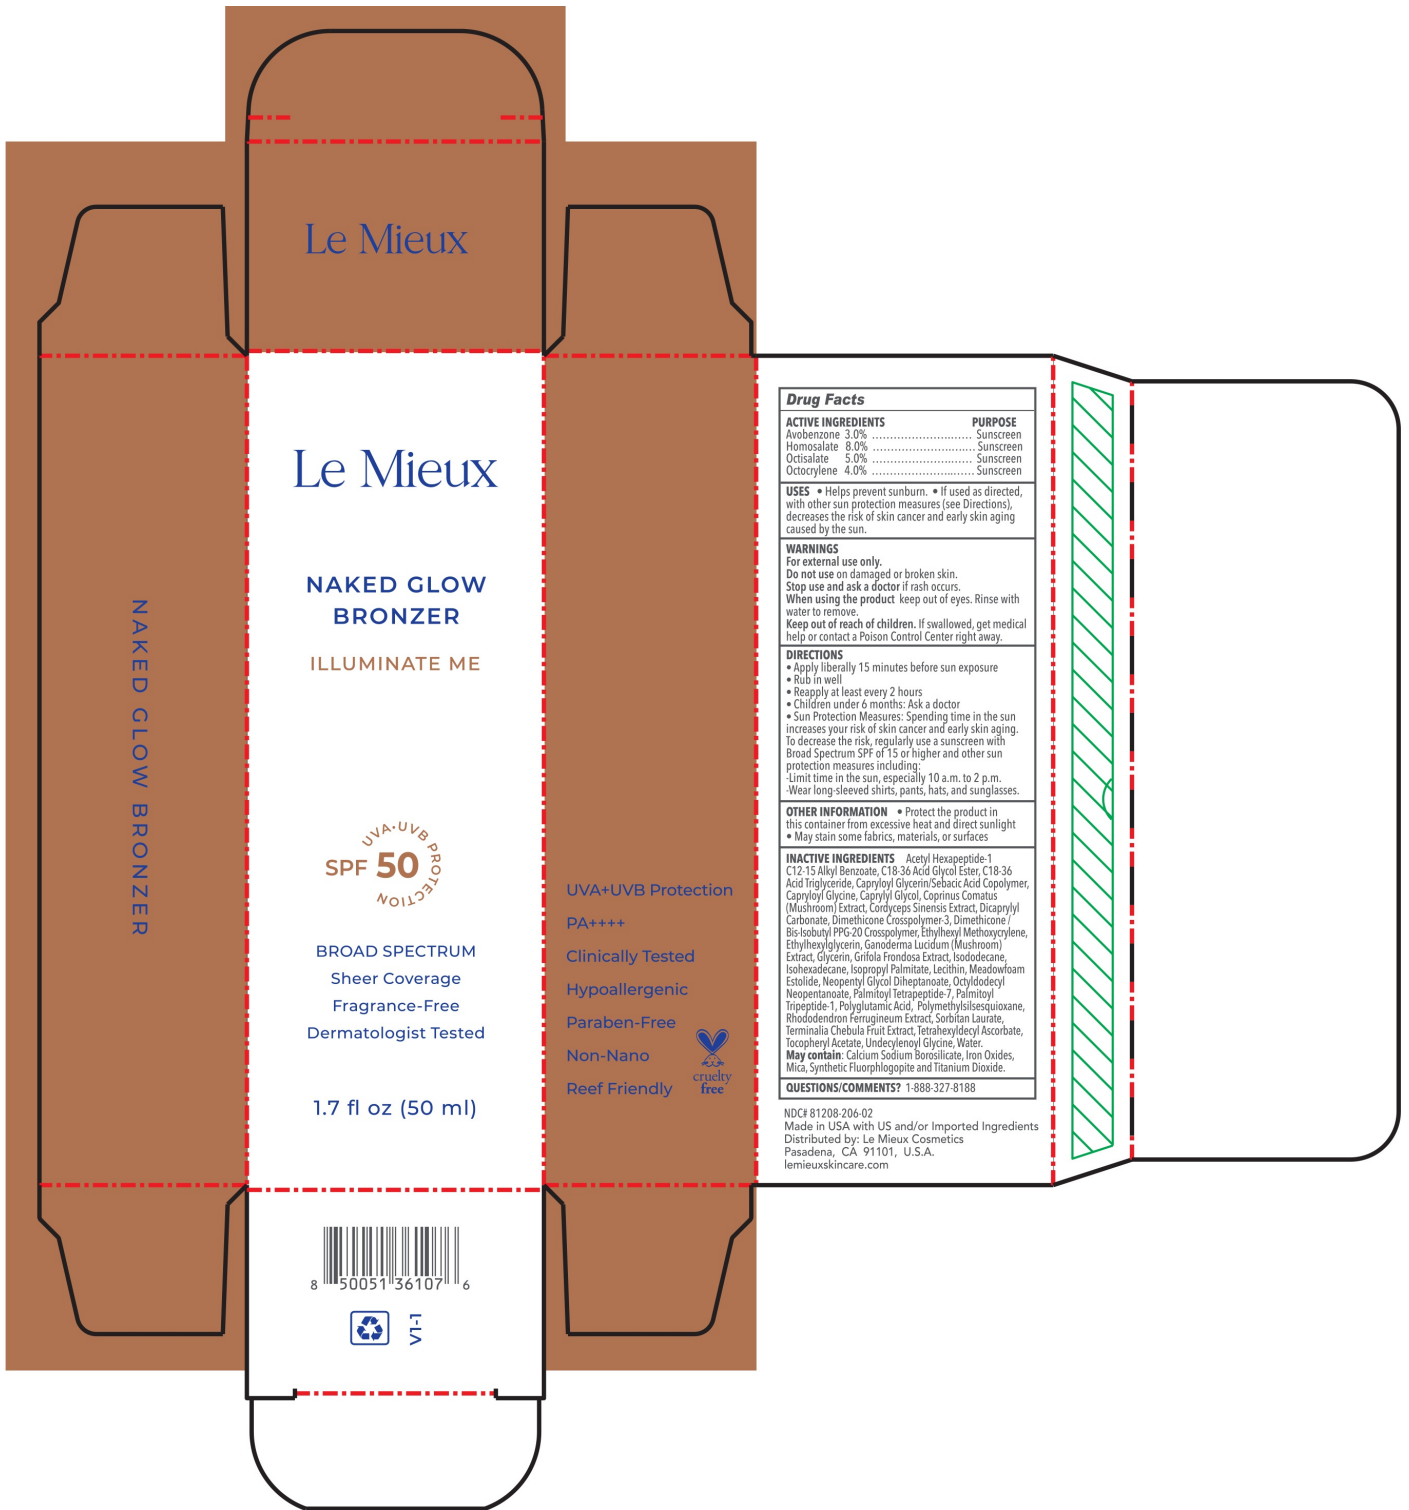 Le Mieux
NAKED GLOW BRONZER
Le Mieux
NAKED GLOW
BRONZER
ILLUMINATE ME
UVA•UVB PROTECTION
SPF 50
BROAD SPECTRUM
Sheer Coverage
Fragrance-Free
Dermatologist Tested
1.7 fl oz (50 ml)
8 50051 36107 6
V1-1
UVA+UVB Protection
PA++++
Clinically Tested
Hypoallergenic
Paraben-Free
Non-Nano
Reef Friendly
cruelty
free
Drug Facts
ACTIVE INGREDIENTS PURPOSE
Avobenzone 3.0% ............................ Sunscreen
Homosalate 8.0% ............................ Sunscreen
Octisalate 5.0% ............................ Sunscreen
Octocrylene 4.0% ............................ Sunscreen
USES • Helps prevent sunburn. • If used as directed,
with other sun protection measures (see Directions),
decreases the risk of skin cancer and early skin aging
caused by the sun.
WARNINGS
For external use only.
Do not use on damaged or broken skin.
Stop use and ask a doctor if rash occurs.
When using the product keep out of eyes. Rinse with
water to remove.
Keep out of reach of children. If swallowed, get medical
help or contact a Poison Control Center right away.
DIRECTIONS
• Apply liberally 15 minutes before sun exposure
• Rub in well
• Reapply at least every 2 hours
• Children under 6 months: Ask a doctor
• Sun Protection Measures: Spending time in the sun
increases your risk of skin cancer and early skin aging.
To decrease the risk, regularly use a sunscreen with
Broad Spectrum SPF of 15 or higher and other sun
protection measures including:
-Limit time in the sun, especially 10 a.m. to 2 p.m.
-Wear long-sleeved shirts, pants, hats, and sunglasses.
OTHER INFORMATION • Protect the product in
this container from excessive heat and direct sunlight
• May stain some fabrics, materials, or surfaces
INACTIVE INGREDIENTS Acetyl Hexapeptide-1
C12-15 Alkyl Benzoate, C18-36 Acid Glycol Ester, C18-36
Acid Triglyceride, Capryloyl Glycerin/Sebacic Acid Copolymer,
Capryloyl Glycine, Caprylyl Glycol, Coprinus Comatus
(Mushroom) Extract, Cordyceps Sinensis Extract, Dicaprylyl
Carbonate, Dimethicone Crosspolymer-3, Dimethicone /
Bis-Isobutyl PPG-20 Crosspolymer, Ethylhexyl Methoxycrylene,
Ethylhexylglycerin, Ganoderma Lucidum (Mushroom)
Extract, Glycerin, Grifola Frondosa Extract, Isododecane,
Isohexadecane, Isopropyl Palmitate, Lecithin, Meadowfoam
Estolide, Neopentyl Glycol Diheptanoate, Octyldodecyl
Neopentanoate, Palmitoyl Tetrapeptide-7, Palmitoyl
Tripeptide-1, Polyglutamic Acid, Polymethylsilsesquioxane,
Rhododendron Ferrugineum Extract, Sorbitan Laurate,
Terminalia Chebula Fruit Extract, Tetrahexyldecyl Ascorbate,
Tocopheryl Acetate, Undecylenoyl Glycine, Water.
May contain: Calcium Sodium Borosilicate, Iron Oxides,
Mica, Synthetic Fluorphlogopite and Titanium Dioxide.
QUESTIONS/COMMENTS? 1-888-327-8188
NDC# 81208-206-02
Made in USA with US and/or Imported Ingredients
Distributed by: Le Mieux Cosmetics
Pasadena, CA 91101, U.S.A.
lemieuxskincare.com